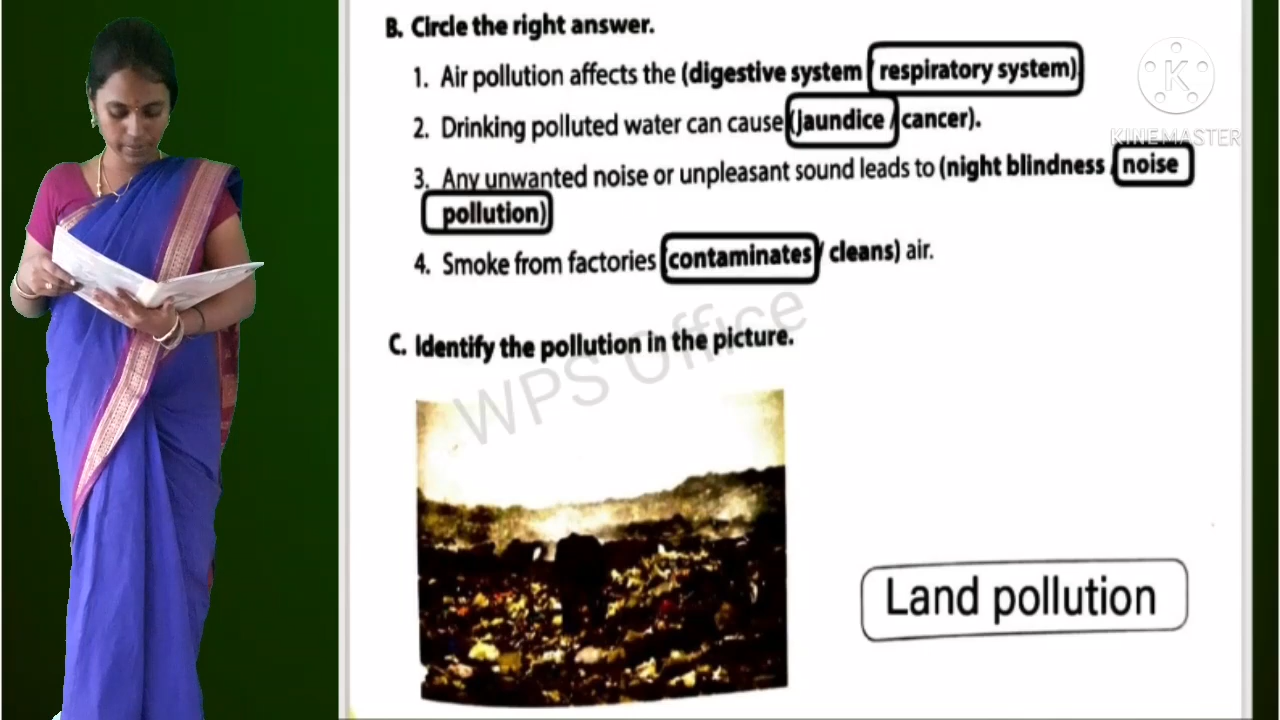 B. Circle the right answer.
1. Air pollution affects the (digestive system / respiratory system)
2. Drinking polluted water can cause (Jaundice / cancer).
3. Any unwanted noise or unpleasant sound leads to (night blindness / noise
pollution)
4. Smoke from factories (contaminates / cleans) air.
C. Identify the pollution in the picture.
Land pollution
WPS Office
K
KINEMASTER